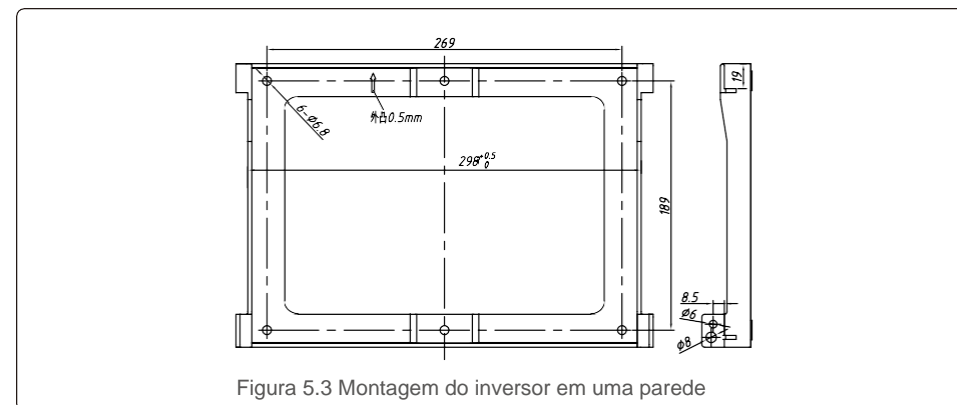 269
19
6-Ø6.8
外凸0.5mm
298 +0.5 0
189
8.5
Ø6
Ø8
Figura 5.3 Montagem do inversor em uma parede